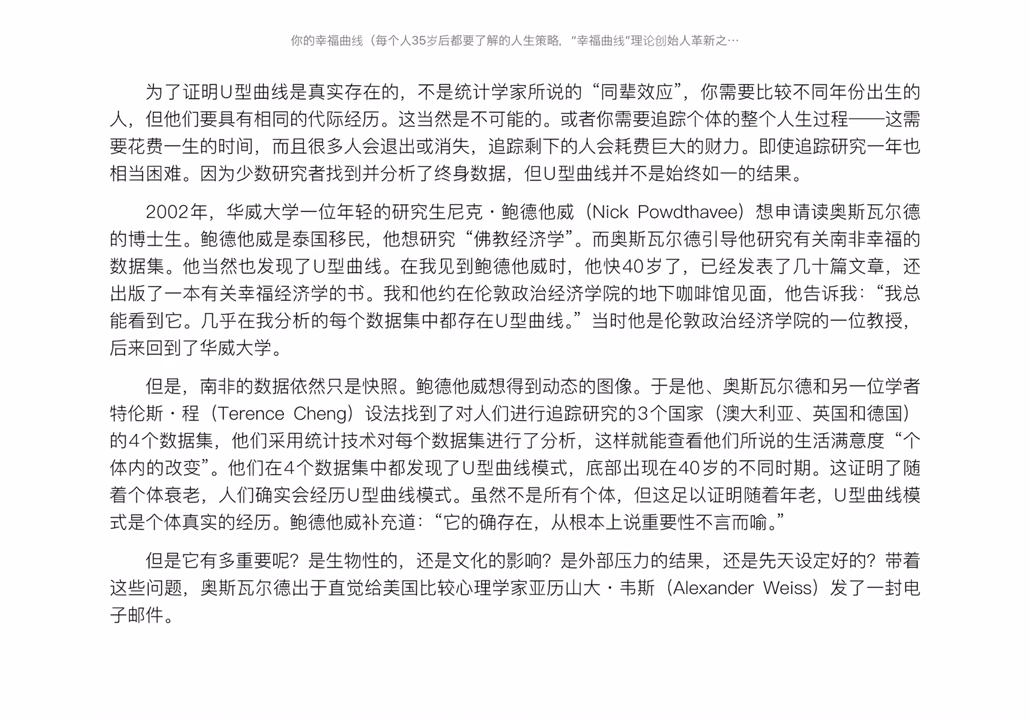 你的幸福曲线（每个人35岁后都要了解的人生策略，“幸福曲线”理论创始人革新之…
为了证明U型曲线是真实存在的，不是统计学家所说的“同辈效应”，你需要比较不同年份出生的
人，但他们要具有相同的代际经历。这当然是不可能的。或者你需要追踪个体的整个人生过程——这需
要花费一生的时间，而且很多人会退出或消失，追踪剩下的人会耗费巨大的财力。即使追踪研究一年也
相当困难。因为少数研究者找到并分析了终身数据，但U型曲线并不是始终如一的结果。
2002年，华威大学一位年轻的研究生尼克·鲍德他威（Nick Powdthavee）想申请读奥斯瓦尔德
的博士生。鲍德他威是泰国移民，他想研究“佛教经济学”。而奥斯瓦尔德引导他研究有关南非幸福的
数据集。他当然也发现了U型曲线。在我见到鲍德他威时，他快40岁了，已经发表了几十篇文章，还
出版了一本有关幸福经济学的书。我和他约在伦敦政治经济学院的地下咖啡馆见面，他告诉我：“我总
能看到它。几乎在我分析的每个数据集中都存在U型曲线。”当时他是伦敦政治经济学院的一位教授，
后来回到了华威大学。
但是，南非的数据依然只是快照。鲍德他威想得到动态的图像。于是他、奥斯瓦尔德和另一位学者
特伦斯·程（Terence Cheng）设法找到了对人们进行追踪研究的3个国家（澳大利亚、英国和德国）
的4个数据集，他们采用统计技术对每个数据集进行了分析，这样就能查看他们所说的生活满意度“个
体内的改变”。他们在4个数据集中都发现了U型曲线模式，底部出现在40岁的不同时期。这证明了随
着个体衰老，人们确实会经历U型曲线模式。虽然不是所有个体，但这足以证明随着年老，U型曲线模
式是个体真实的经历。鲍德他威补充道：“它的确存在，从根本上说重要性不言而喻。”
但是它有多重要呢？是生物性的，还是文化的影响？是外部压力的结果，还是先天设定好的？带着
这些问题，奥斯瓦尔德出于直觉给美国比较心理学家亚历山大·韦斯（Alexander Weiss）发了一封电
子邮件。